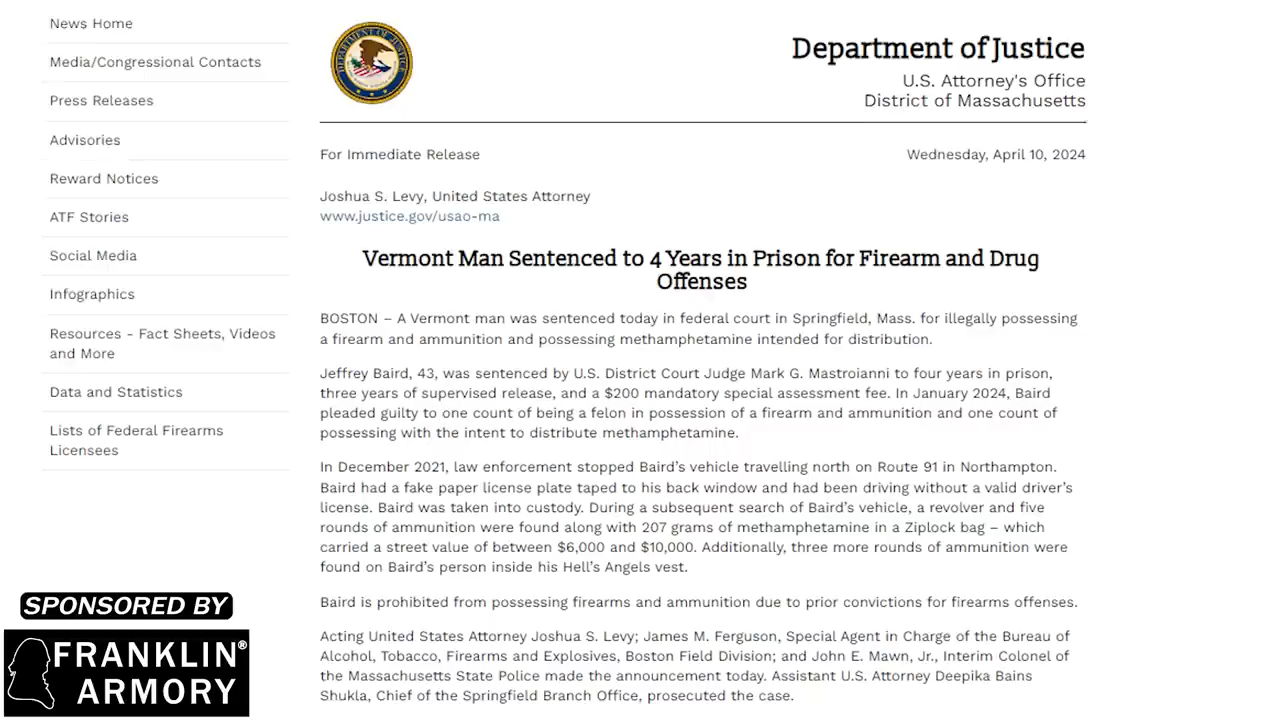 News Home
Media/Congressional Contacts
Press Releases
Advisories
Reward Notices
ATF Stories
Social Media
Infographics
Resources - Fact Sheets, Videos
and More
Data and Statistics
Lists of Federal Firearms
Licensees
Department of Justice
U.S. Attorney's Office
District of Massachusetts
For Immediate Release
Wednesday, April 10, 2024
Joshua S. Levy, United States Attorney
www.justice.gov/usao-ma
Vermont Man Sentenced to 4 Years in Prison for Firearm and Drug
Offenses
BOSTON – A Vermont man was sentenced today in federal court in Springfield, Mass. for illegally possessing
a firearm and ammunition and possessing methamphetamine intended for distribution.
Jeffrey Baird, 43, was sentenced by U.S. District Court Judge Mark G. Mastroianni to four years in prison,
three years of supervised release, and a $200 mandatory special assessment fee. In January 2024, Baird
pleaded guilty to one count of being a felon in possession of a firearm and ammunition and one count of
possessing with the intent to distribute methamphetamine.
In December 2021, law enforcement stopped Baird's vehicle travelling north on Route 91 in Northampton.
Baird had a fake paper license plate taped to his back window and had been driving without a valid driver's
license. Baird was taken into custody. During a subsequent search of Baird's vehicle, a revolver and five
rounds of ammunition were found along with 207 grams of methamphetamine in a Ziplock bag – which
carried a street value of between $6,000 and $10,000. Additionally, three more rounds of ammunition were
found on Baird's person inside his Hell's Angels vest.
Baird is prohibited from possessing firearms and ammunition due to prior convictions for firearms offenses.
Acting United States Attorney Joshua S. Levy; James M. Ferguson, Special Agent in Charge of the Bureau of
Alcohol, Tobacco, Firearms and Explosives, Boston Field Division; and John E. Mawn, Jr., Interim Colonel of
the Massachusetts State Police made the announcement today. Assistant U.S. Attorney Deepika Bains
Shukla, Chief of the Springfield Branch Office, prosecuted the case.
SPONSORED BY
FRANKLIN®
ARMORY